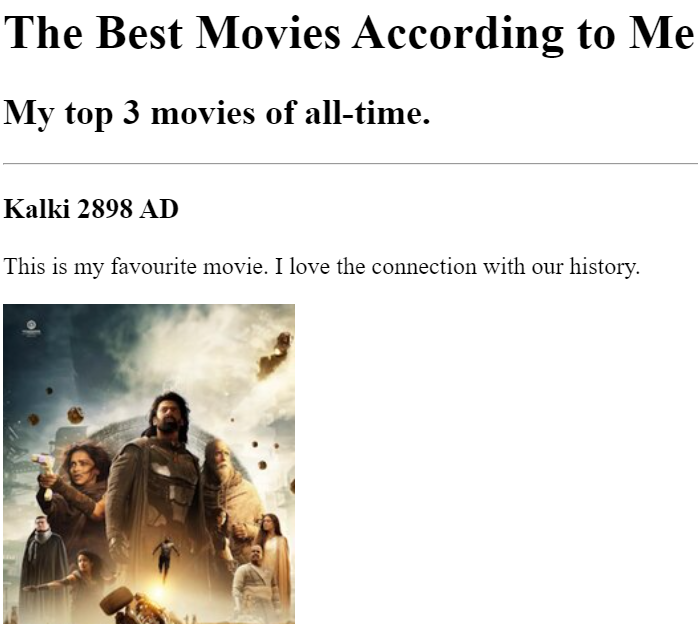 The Best Movies According to Me
My top 3 movies of all-time.
Kalki 2898 AD
This is my favourite movie. I love the connection with our history.